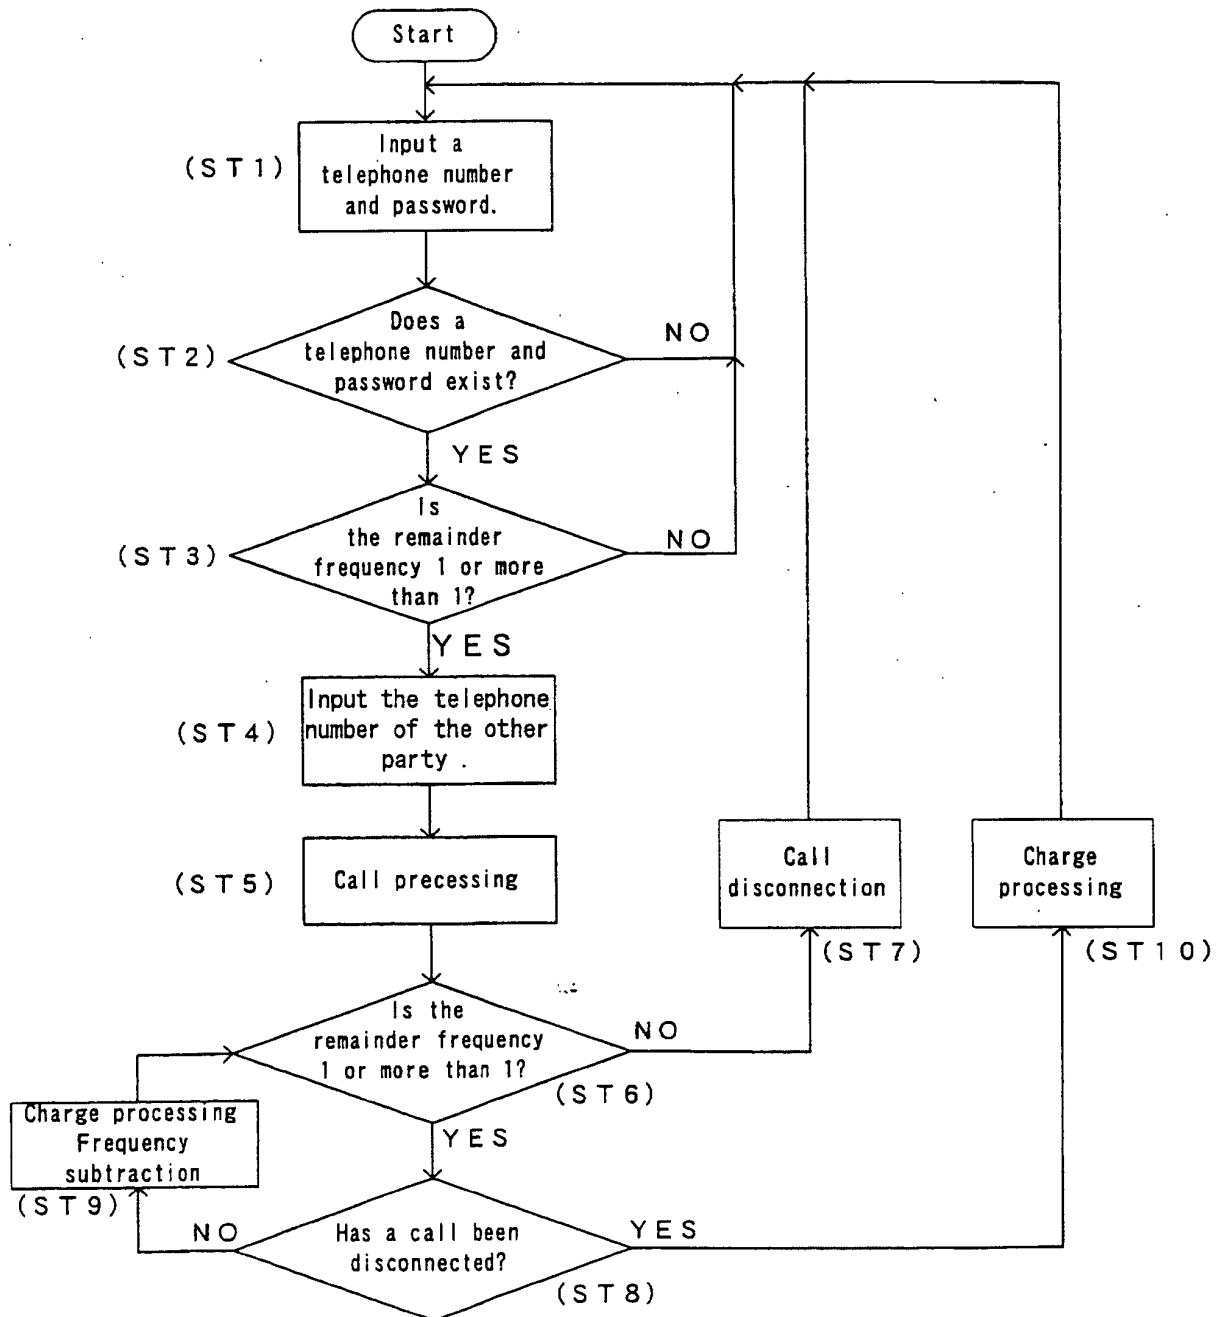 Start
(ST1)
Input a
telephone number
and password.
(ST2)
Does a
telephone number and
password exist?
NO
YES
(ST3)
Is
the remainder
frequency 1 or more
than 1?
NO
YES
(ST4)
Input the telephone
number of the other
party .
(ST5)
Call precessing
Call
disconnection
(ST7)
Charge
processing
(ST10)
Is the
remainder frequency
1 or more than 1?
NO
(ST6)
YES
Charge processing
Frequency
subtraction
(ST9)
NO
Has a call been
disconnected?
YES
(ST8)